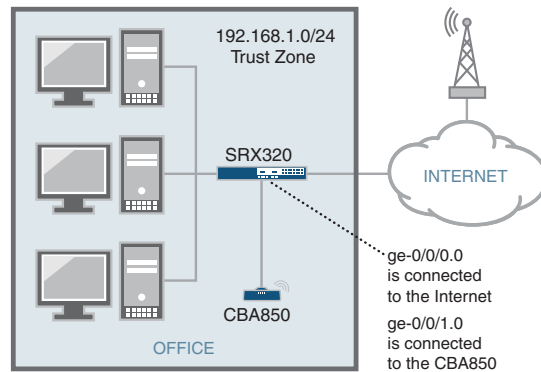 192.168.1.0/24
Trust Zone
SRX320
INTERNET
CBA850
OFFICE
ge-0/0/0.0
is connected
to the Internet
ge-0/0/1.0
is connected
to the CBA850